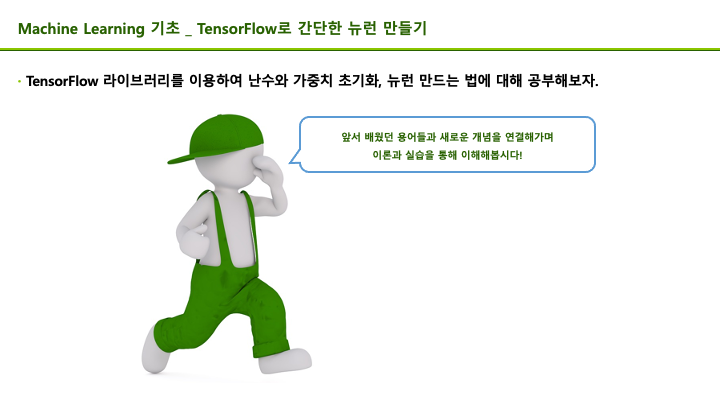 Machine Learning 기초 _ TensorFlow로 간단한 뉴런 만들기
· TensorFlow 라이브러리를 이용하여 난수와 가중치 초기화, 뉴런 만드는 법에 대해 공부해보자.
앞서 배웠던 용어들과 새로운 개념을 연결해가며
이론과 실습을 통해 이해해봅시다!